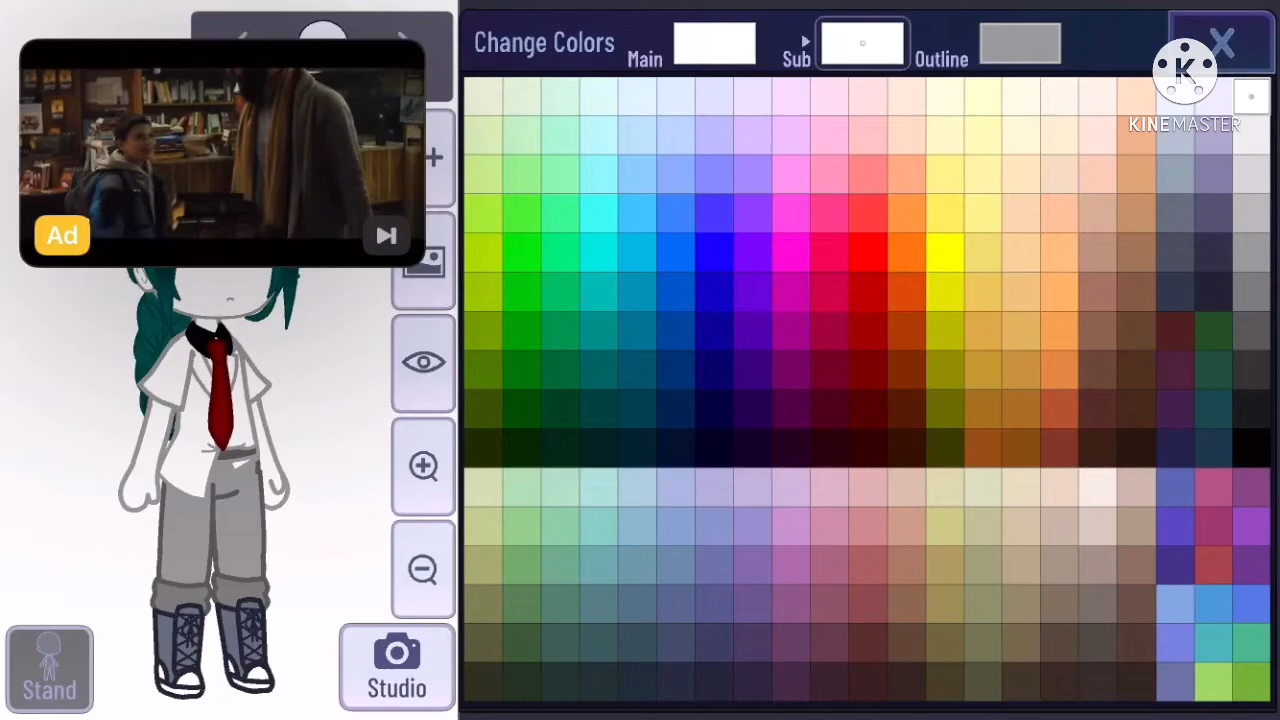 Change Colors
Main
Sub
Outline
X
K
KINEMASTER
Ad
Stand
Studio